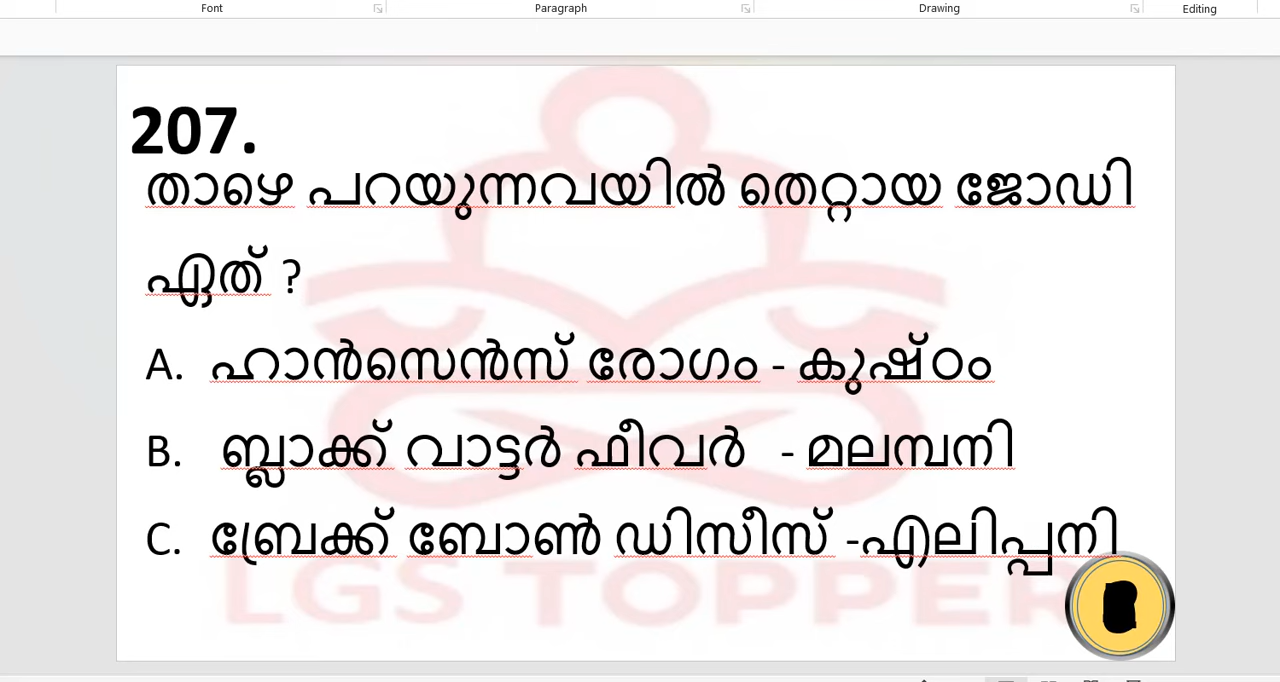 Font Paragraph Drawing Editing
207.
താഴെ പറയുന്നവയിൽ തെറ്റായ ജോഡി
ഏത് ?
A. ഹാൻസെൻസ് രോഗം - കുഷ്ഠം
B. ബ്ലാക്ക് വാട്ടർ ഫീവർ - മലമ്പനി
C. ബ്രേക്ക് ബോൺ ഡിസീസ് -എലിപ്പനി
LGS TOPPER